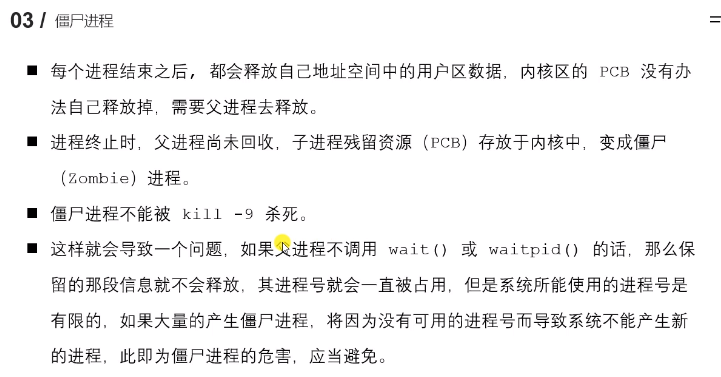 03 / 僵尸进程
■ 每个进程结束之后, 都会释放自己地址空间中的用户区数据，内核区的 PCB 没有办
法自己释放掉，需要父进程去释放。
■ 进程终止时，父进程尚未回收，子进程残留资源（PCB）存放于内核中，变成僵尸
（Zombie）进程。
■ 僵尸进程不能被 kill -9 杀死。
■ 这样就会导致一个问题，如果父进程不调用 wait() 或 waitpid() 的话，那么保
留的那段信息就不会释放，其进程号就会一直被占用，但是系统所能使用的进程号是
有限的，如果大量的产生僵尸进程，将因为没有可用的进程号而导致系统不能产生新
的进程，此即为僵尸进程的危害，应当避免。